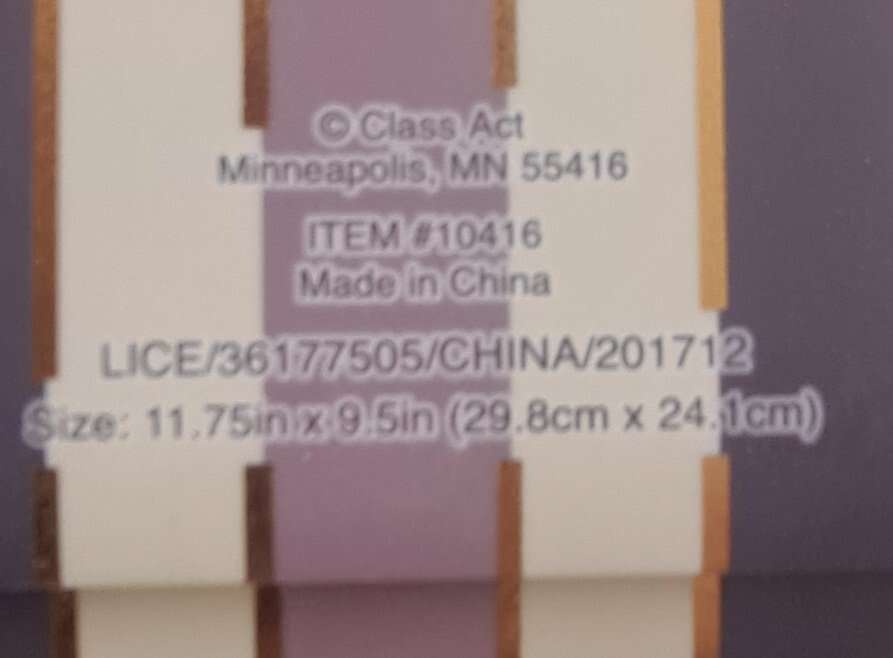 © Class Act
Minneapolis, MN 55416
ITEM #10416
Made in China
LICE/36177505/CHINA/201712
Size: 11.75in x 9.5in (29.8cm x 24.1cm)